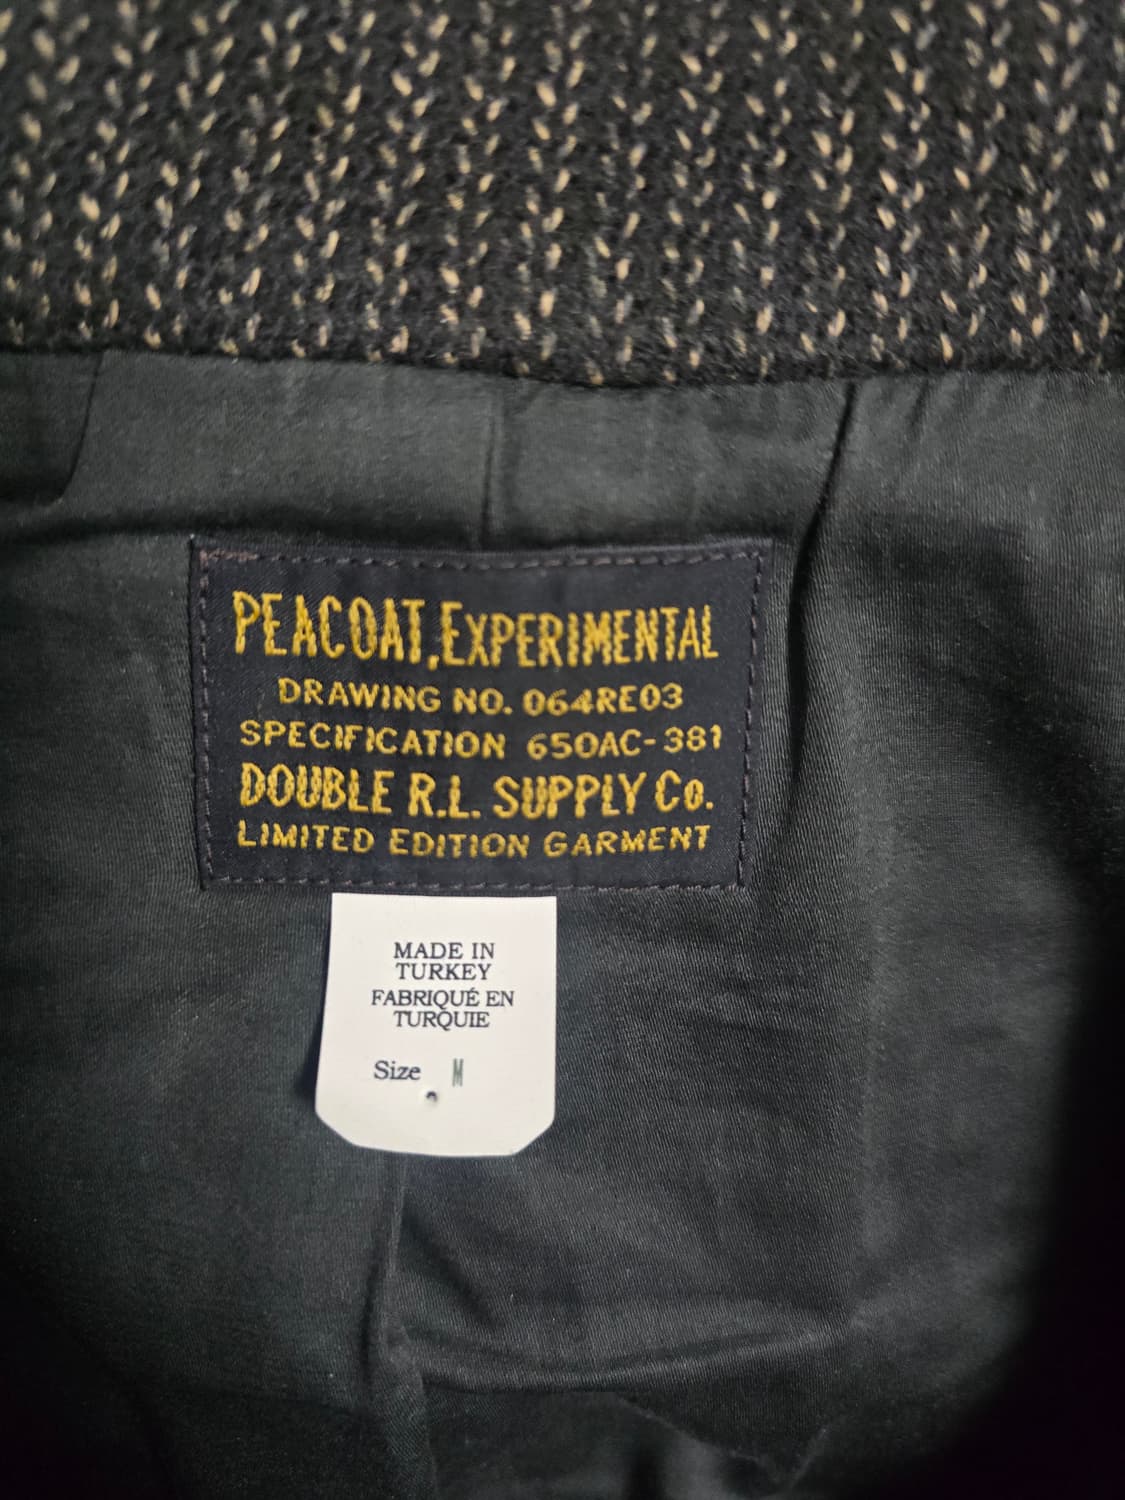 PEACOAT, EXPERIMENTAL
DRAWING NO. 064RE03
SPECIFICATION 650AC-381
DOUBLE R.L. SUPPLY Co.
LIMITED EDITION GARMENT
MADE IN
TURKEY
FABRIQUÉ EN
TURQUIE
Size M